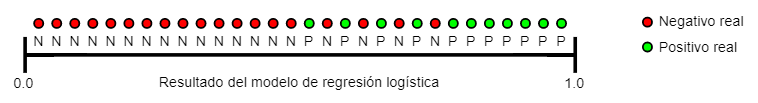 Negativo real
Positivo real
N N N N N N N N N N N N N N N P N P N P N P N P P P P P P P
0.0 Resultado del modelo de regresión logística 1.0